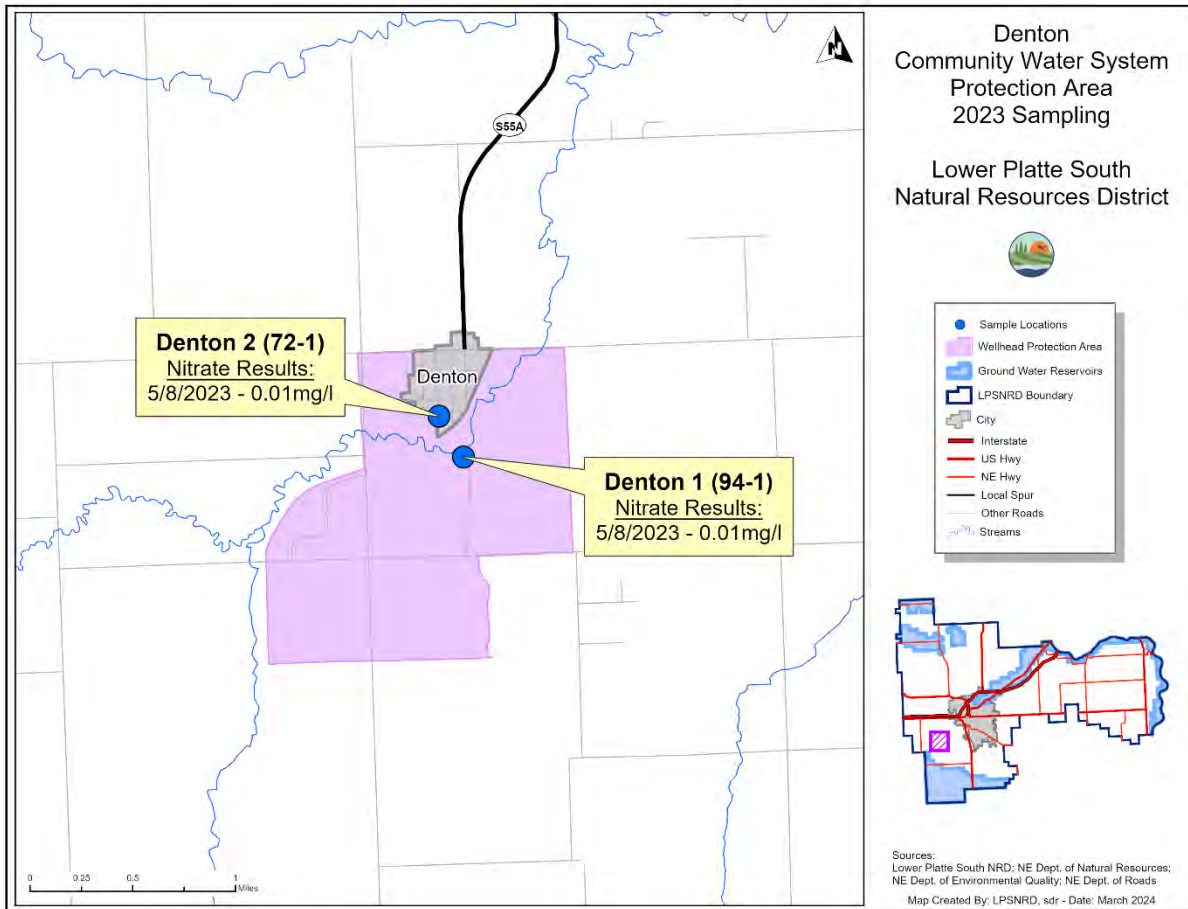 Denton
Community Water System
Protection Area
2023 Sampling
Lower Platte South
Natural Resources District
N
S55A
Denton 2 (72-1)
Nitrate Results:
5/8/2023 - 0.01mg/l
Denton
Denton 1 (94-1)
Nitrate Results:
5/8/2023 - 0.01mg/l
Sample Locations
Wellhead Protection Area
Ground Water Reservoirs
LPSNRD Boundary
City
Interstate
US Hwy
NE Hwy
Local Spur
Other Roads
Streams
0 0.25 0.5 1
Miles
Sources:
Lower Platte South NRD; NE Dept. of Natural Resources;
NE Dept. of Environmental Quality; NE Dept. of Roads
Map Created By: LPSNRD, sdr - Date: March 2024